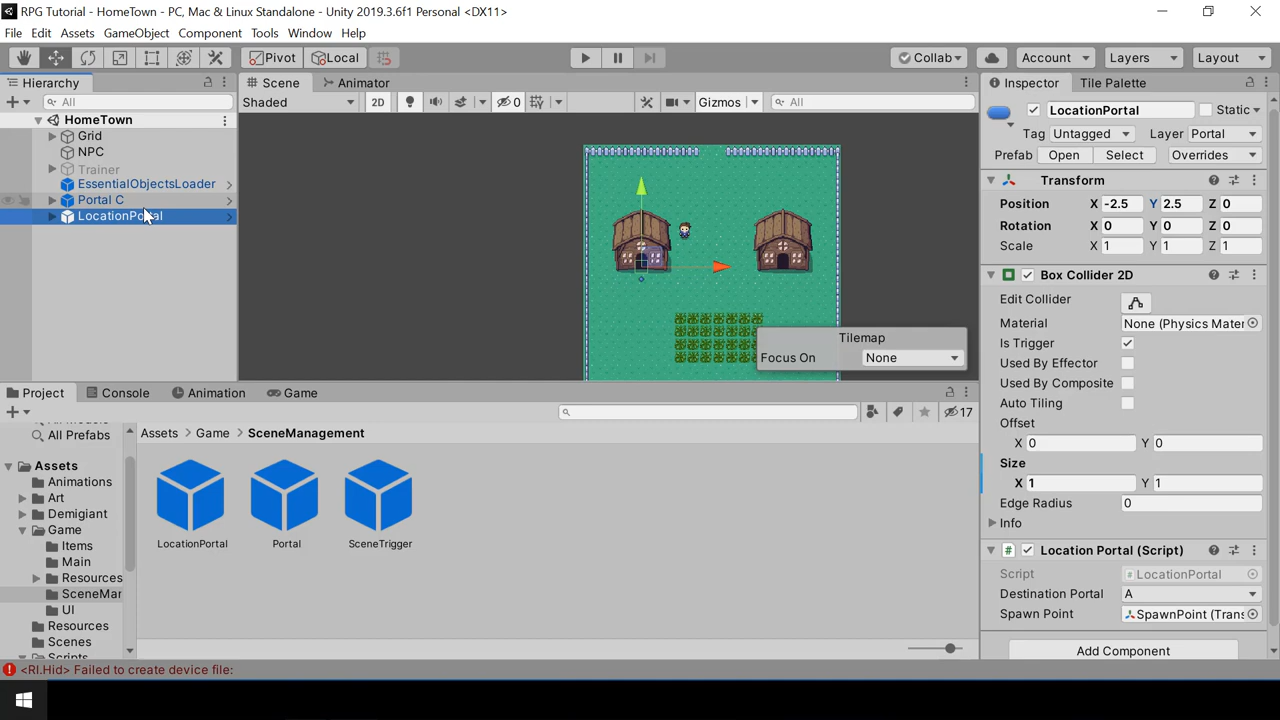 RPG Tutorial - HomeTown - PC, Mac & Linux Standalone - Unity 2019.3.6f1 Personal <DX11>
File Edit Assets GameObject Component Tools Window Help
Pivot Local Collab Account Layers Layout
Hierarchy Scene Animator Inspector Tile Palette
All Shaded 2D 0 Gizmos All
LocationPortal Static
HomeTown
Grid
NPC
Trainer
EssentialObjectsLoader
Portal C
LocationPortal
Tag Untagged Layer Portal
Prefab Open Select Overrides
Transform
Position X -2.5 Y 2.5 Z 0
Rotation X 0 Y 0 Z 0
Scale X 1 Y 1 Z 1
Box Collider 2D
Edit Collider
Material None (Physics Mater
Is Trigger
Used By Effector
Used By Composite
Auto Tiling
Offset
X 0 Y 0
Size
X 1 Y 1
Edge Radius 0
Info
Location Portal (Script)
Script LocationPortal
Destination Portal A
Spawn Point SpawnPoint (Trans
Add Component
Tilemap
Focus On None
Project Console Animation Game
17
All Prefabs
Assets
Animations
Art
Demigiant
Game
Items
Main
Resources
SceneMar
UI
Resources
Scenes
Scripts
Assets > Game > SceneManagement
LocationPortal Portal SceneTrigger
<RI.Hid> Failed to create device file: